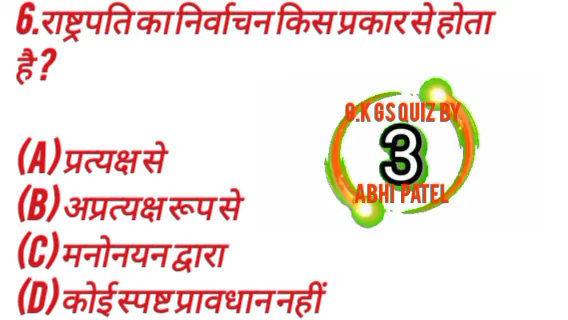 6.राष्ट्रपति का निर्वाचन किस प्रकार से होता
है ?
(A) प्रत्यक्ष से
(B) अप्रत्यक्ष रूप से
(C) मनोनयन द्वारा
(D) कोई स्पष्ट प्रावधान नहीं
G.K GS QUIZ BY
3
ABHI PATEL